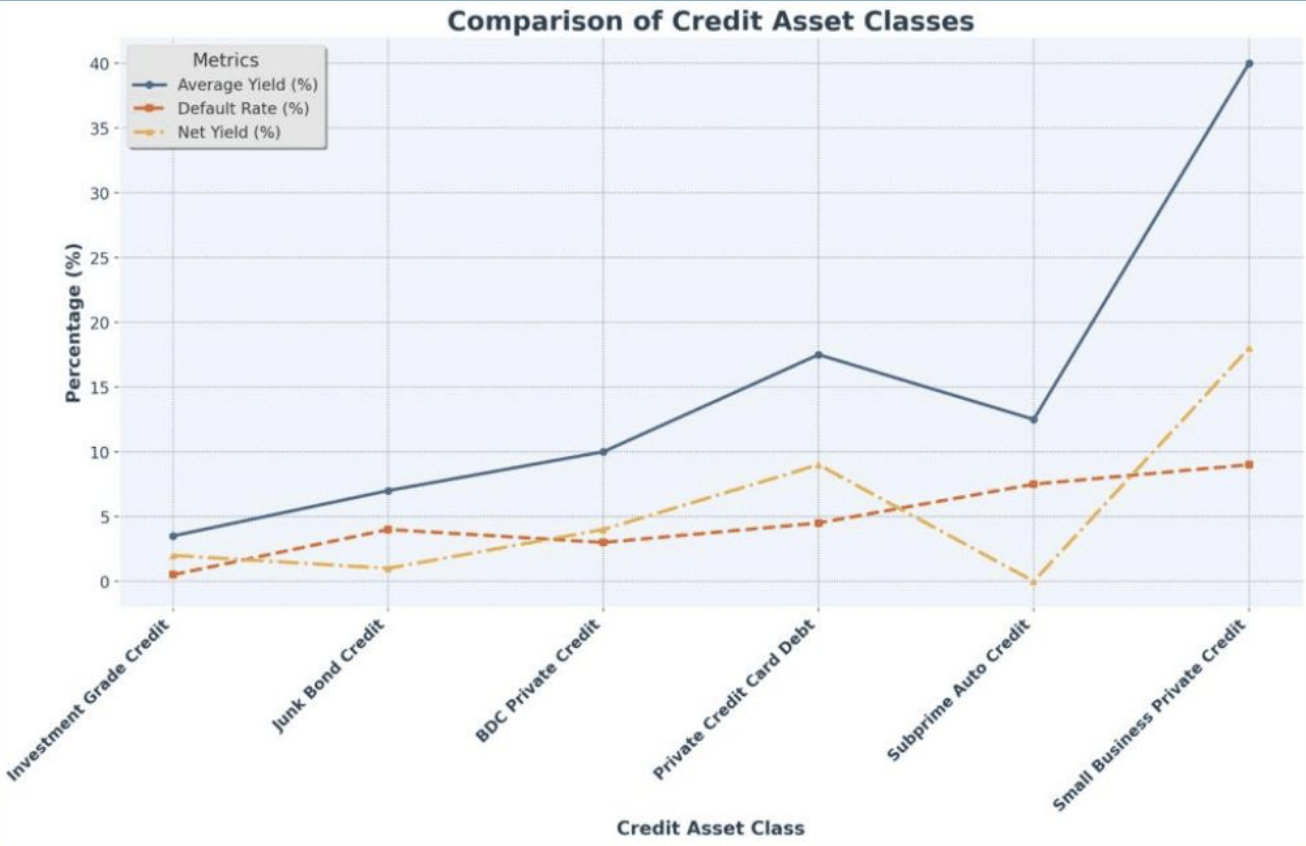 Comparison of Credit Asset Classes
Metrics
Average Yield (%)
Default Rate (%)
Net Yield (%)
Percentage (%)
40
35
30
25
20
15
10
5
0
Investment Grade Credit
Junk Bond Credit
BDC Private Credit
Private Credit Card Debt
Subprime Auto Credit
Small Business Private Credit
Credit Asset Class